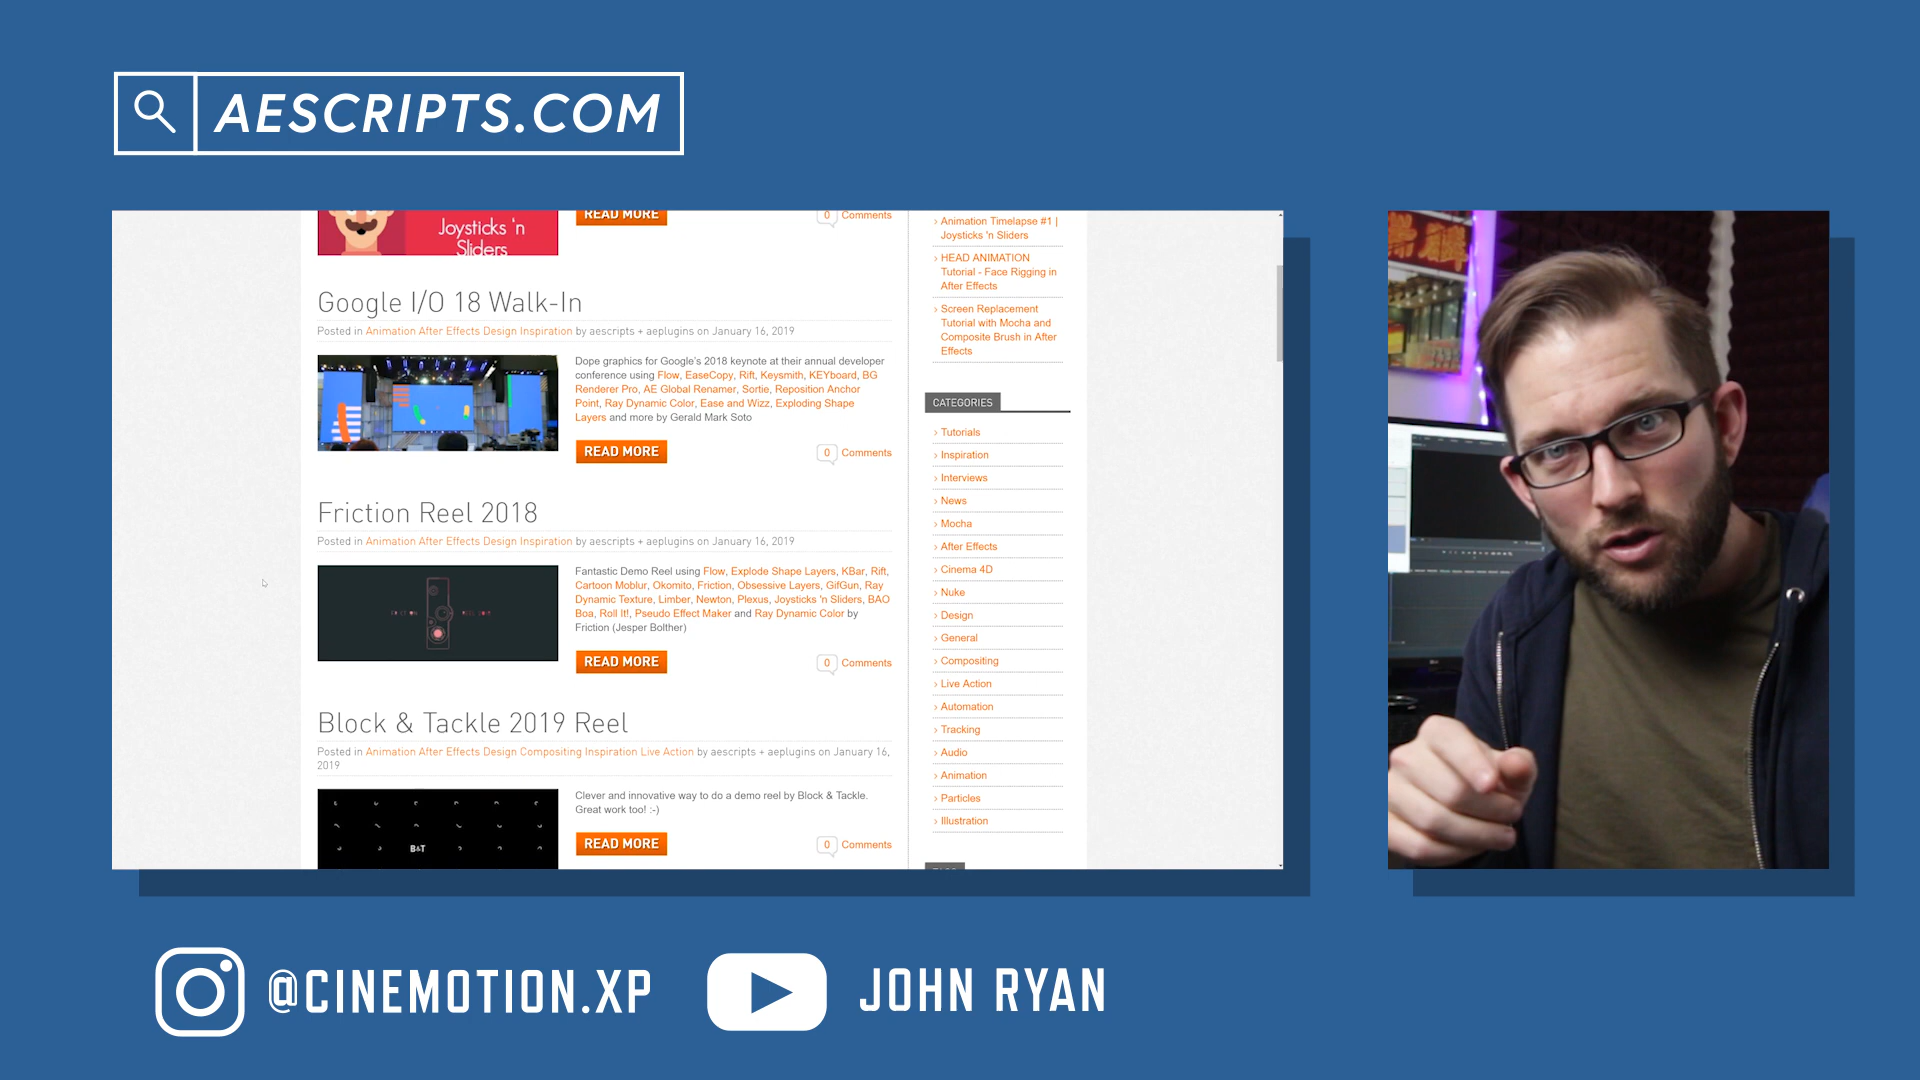 AESCRIPTS.COM
Joysticks 'n
Sliders
READ MORE
0 Comments
Google I/O 18 Walk-In
Posted in Animation After Effects Design Inspiration by aescripts + aeplugins on January 16, 2019
Dope graphics for Google's 2018 keynote at their annual developer
conference using Flow, EaseCopy, Rift, Keysmith, KEYboard, BG
Renderer Pro, AE Global Renamer, Sortie, Reposition Anchor
Point, Ray Dynamic Color, Ease and Wizz, Exploding Shape
Layers and more by Gerald Mark Soto
READ MORE
0 Comments
Friction Reel 2018
Posted in Animation After Effects Design Inspiration by aescripts + aeplugins on January 16, 2019
Fantastic Demo Reel using Flow, Explode Shape Layers, KBar, Rift,
Cartoon Moblur, Okomito, Friction, Obsessive Layers, GifGun, Ray
Dynamic Texture, Limber, Newton, Plexus, Joysticks 'n Sliders, BAO
Boa, Roll It!, Pseudo Effect Maker and Ray Dynamic Color by
Friction (Jesper Bolther)
READ MORE
0 Comments
Block & Tackle 2019 Reel
Posted in Animation After Effects Design Compositing Inspiration Live Action by aescripts + aeplugins on January 16,
2019
B&T
Clever and innovative way to do a demo reel by Block & Tackle.
Great work too! :-)
READ MORE
0 Comments
Animation Timelapse #1 |
Joysticks 'n Sliders
HEAD ANIMATION
Tutorial - Face Rigging in
After Effects
Screen Replacement
Tutorial with Mocha and
Composite Brush in After
Effects
CATEGORIES
Tutorials
Inspiration
Interviews
News
Mocha
After Effects
Cinema 4D
Nuke
Design
General
Compositing
Live Action
Automation
Tracking
Audio
Animation
Particles
Illustration
@CINEMOTION.XP
JOHN RYAN